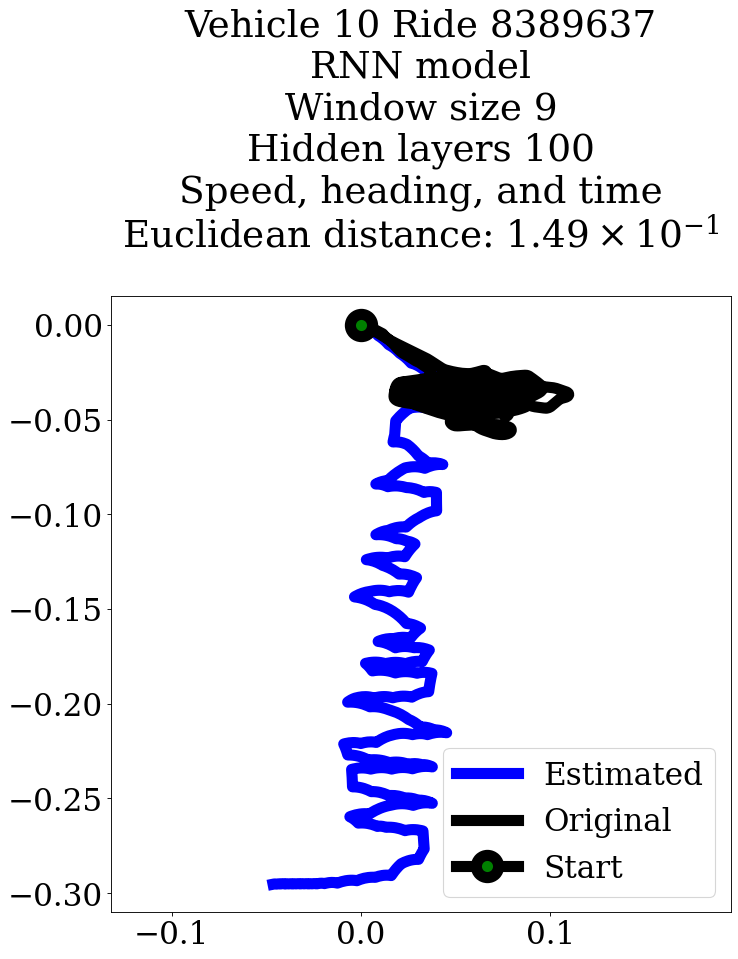 Vehicle 10 Ride 8389637
RNN model
Window size 9
Hidden layers 100
Speed, heading, and time
Euclidean distance: 1.49 × 10⁻¹
0.00
−0.05
−0.10
−0.15
−0.20
−0.25
−0.30
Estimated
Original
Start
−0.1 0.0 0.1